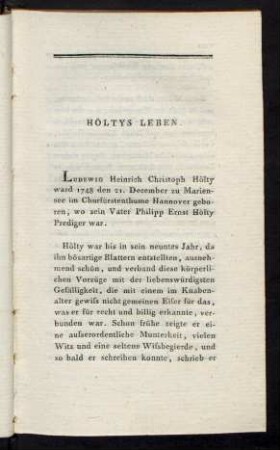 HÖLTYS LEBEN.
LUDEWIG Heinrich Christoph Hölty
ward 1748 den 21. December zu Marien-
see im Churfürstenthume Hannover gebo-
ren, wo sein Vater Philipp Ernst Hölty
Prediger war.
Hölty war bis in sein neuntes Jahr, da
ihn bösartige Blattern entstellten, ausneh-
mend schön, und verband diese körperli-
chen Vorzüge mit der liebenswürdigsten
Gefälligkeit, die mit einem im Knaben-
alter gewiss nicht gemeinen Eifer für das,
was er für recht und billig erkannte, ver-
bunden war. Schon frühe zeigte er ei-
ne ausserordentliche Munterkeit, vielen
Witz und eine seltene Wissbegierde, und
so bald er schreiben konnte, schrieb er